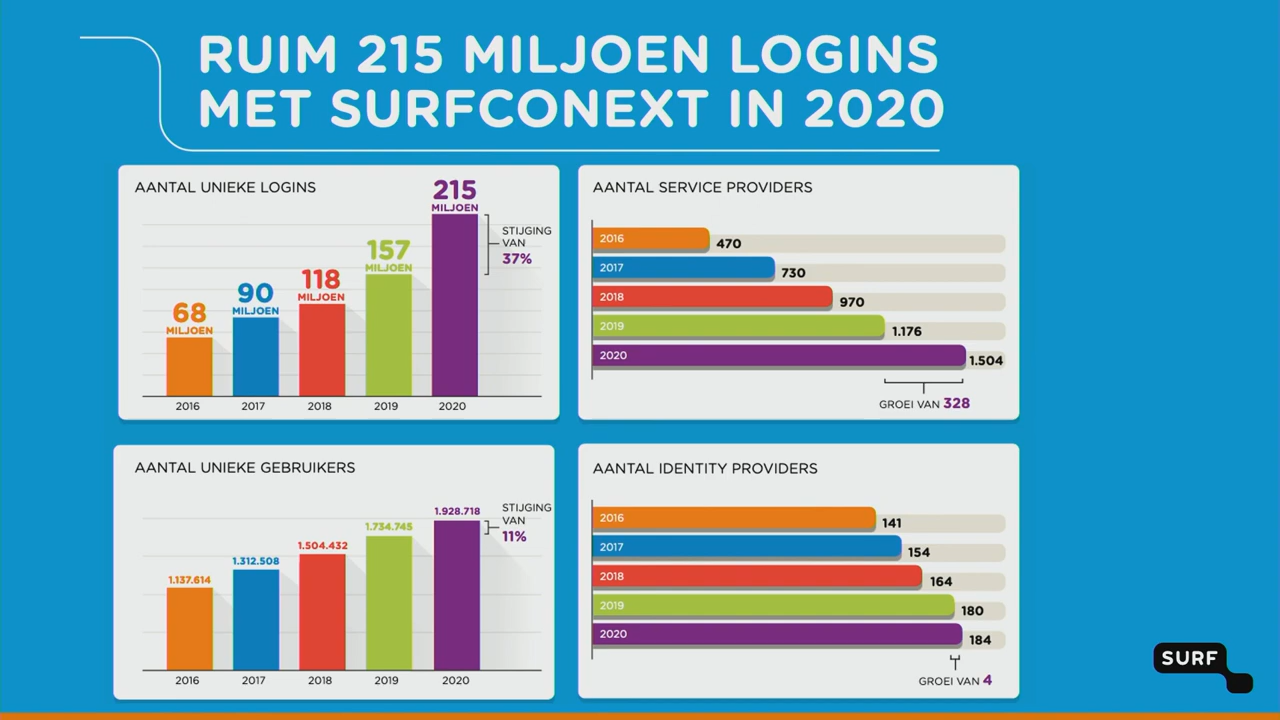 RUIM 215 MILJOEN LOGINS
MET SURFCONEXT IN 2020
AANTAL UNIEKE LOGINS
68
MILJOEN
90
MILJOEN
118
MILJOEN
157
MILJOEN
215
MILJOEN
STIJGING
VAN
37%
2016 2017 2018 2019 2020
AANTAL SERVICE PROVIDERS
2016 470
2017 730
2018 970
2019 1.176
2020 1.504
GROEI VAN 328
AANTAL UNIEKE GEBRUIKERS
1.137.614
1.312.508
1.504.432
1.734.745
1.928.718
STIJGING
VAN
11%
2016 2017 2018 2019 2020
AANTAL IDENTITY PROVIDERS
2016 141
2017 154
2018 164
2019 180
2020 184
GROEI VAN 4
SURF